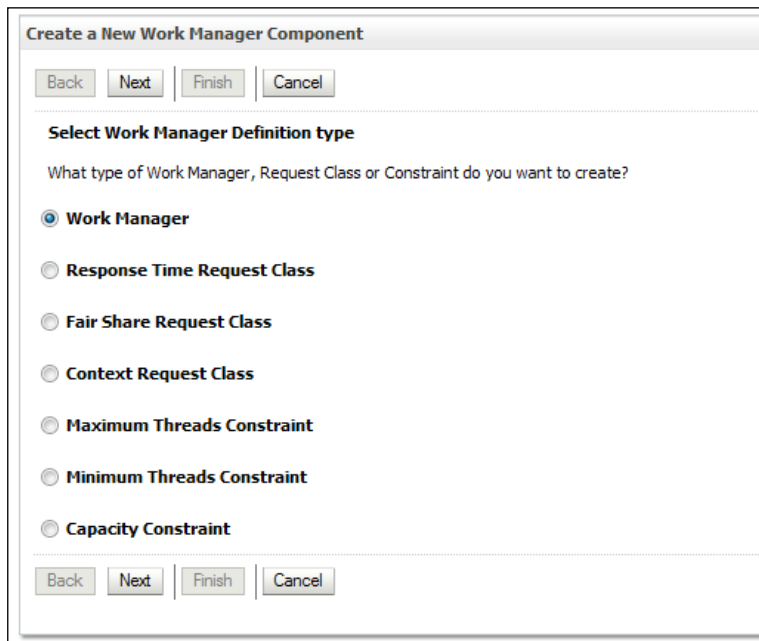 Create a New Work Manager Component
Back Next Finish Cancel
Select Work Manager Definition type
What type of Work Manager, Request Class or Constraint do you want to create?
Work Manager
Response Time Request Class
Fair Share Request Class
Context Request Class
Maximum Threads Constraint
Minimum Threads Constraint
Capacity Constraint
Back Next Finish Cancel